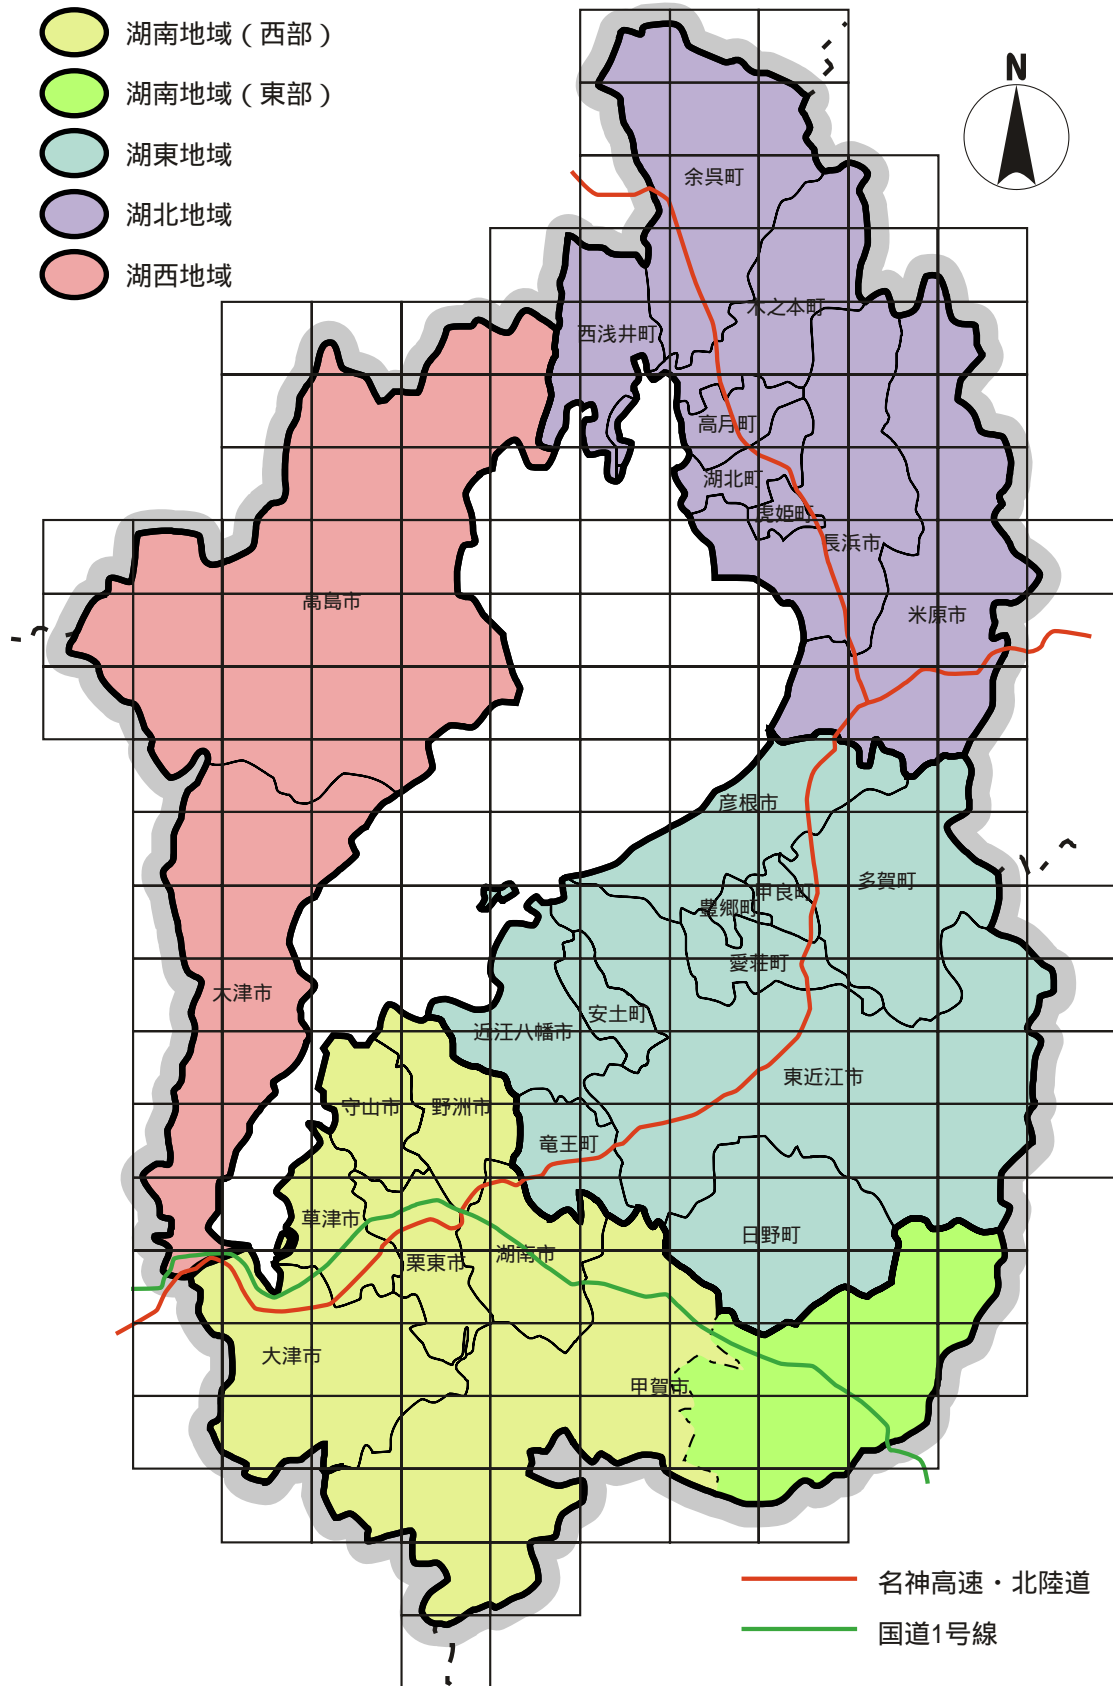 湖南地域（西部）
湖南地域（東部）
湖東地域
湖北地域
湖西地域
N
余呉町
木之本町
西浅井町
高月町
湖北町
虎姫町
長浜市
高島市
米原市
彦根市
多賀町
甲良町
豊郷町
愛荘町
大津市
安土町
近江八幡市
東近江市
守山市
野洲市
竜王町
草津市
日野町
湖南市
栗東市
大津市
甲賀市
名神高速・北陸道
国道1号線